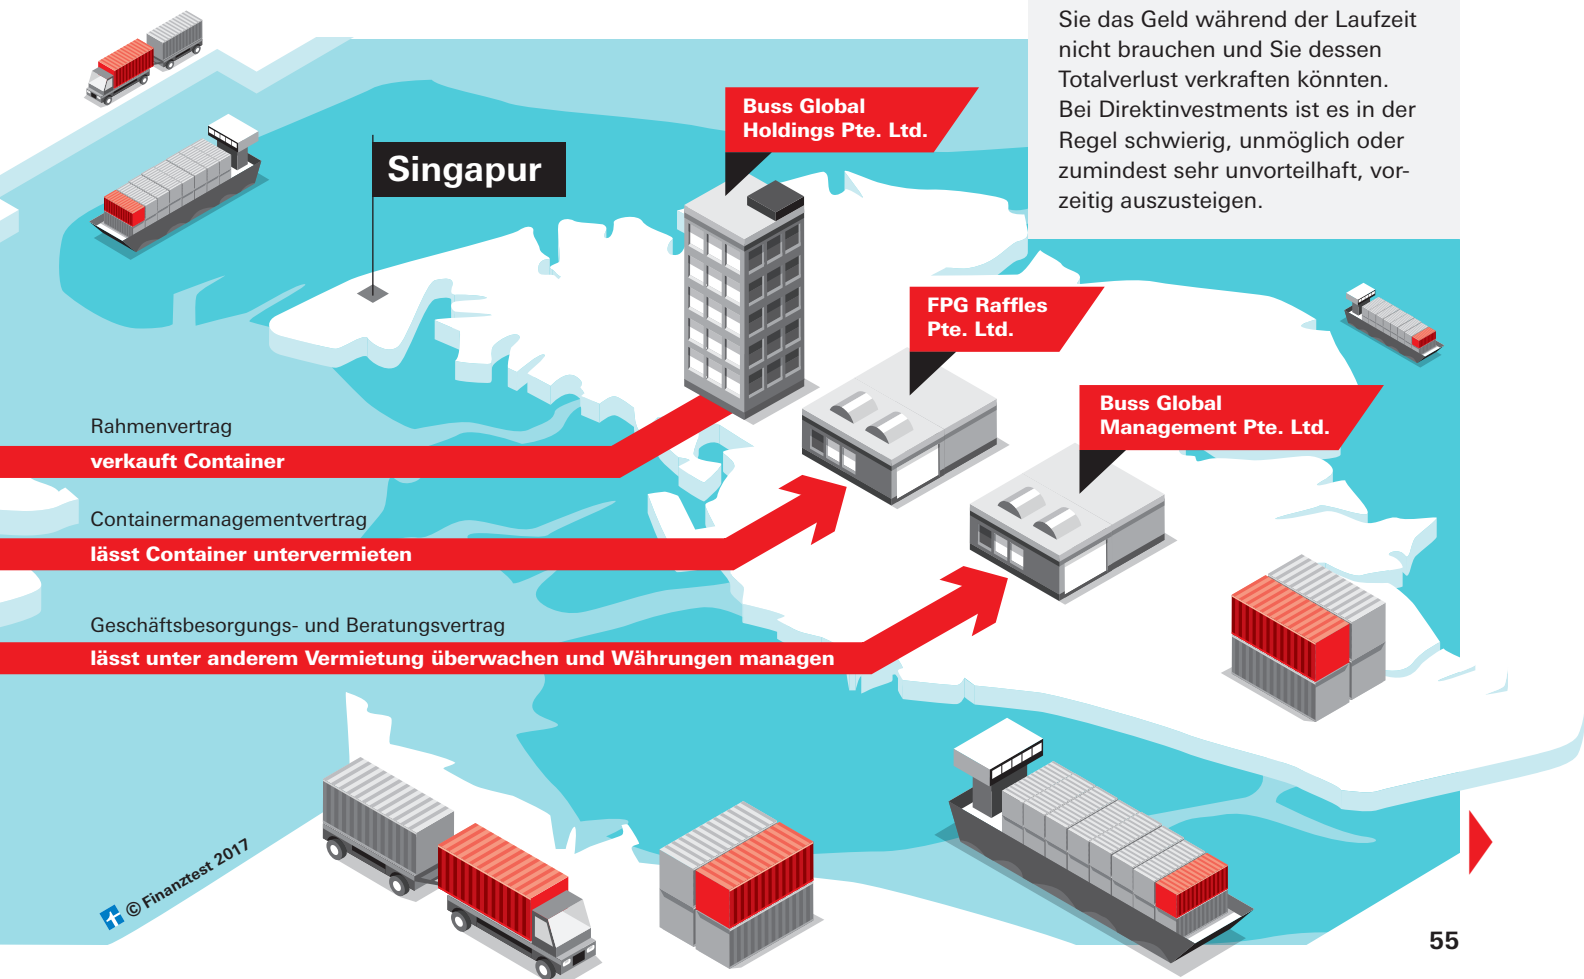 Sie das Geld während der Laufzeit
nicht brauchen und Sie dessen
Totalverlust verkraften könnten.
Bei Direktinvestments ist es in der
Regel schwierig, unmöglich oder
zumindest sehr unvorteilhaft, vor-
zeitig auszusteigen.
Buss Global
Holdings Pte. Ltd.
Singapur
FPG Raffles
Pte. Ltd.
Buss Global
Management Pte. Ltd.
Rahmenvertrag
verkauft Container
Containermanagementvertrag
lässt Container untervermieten
Geschäftsbesorgungs- und Beratungsvertrag
lässt unter anderem Vermietung überwachen und Währungen managen
© Finanztest 2017
55